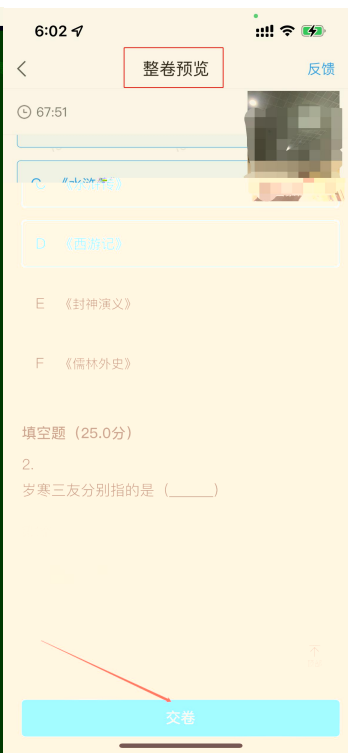 6:02
整卷预览
反馈
67:51
C 《水浒传》
D 《西游记》
E 《封神演义》
F 《儒林外史》
填空题（25.0分）
2.
岁寒三友分别指的是（______）
不
交卷